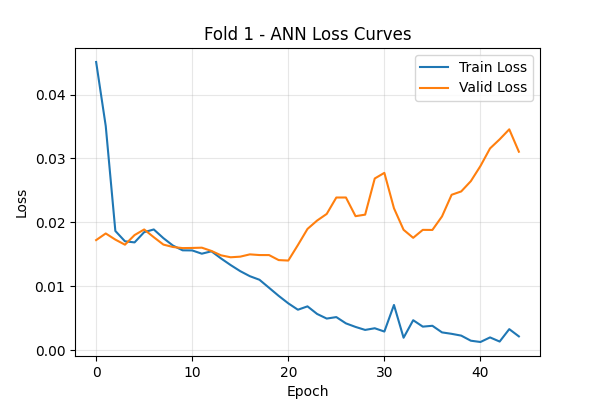 Fold 1 - ANN Loss Curves
Train Loss
Valid Loss
Loss
0.04
0.03
0.02
0.01
0.00
0 10 20 30 40
Epoch